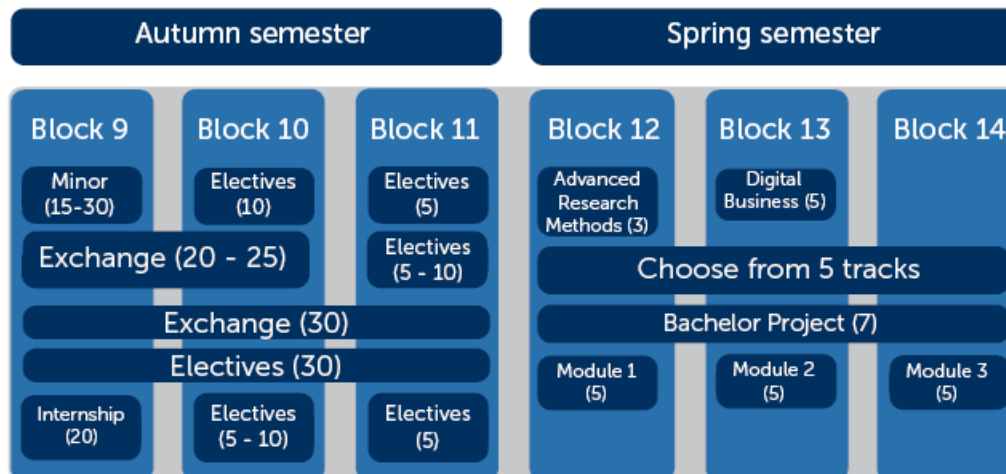 Autumn semester
Spring semester
Block 9
Block 10
Block 11
Block 12
Block 13
Block 14
Minor
(15-30)
Electives
(10)
Electives
(5)
Advanced
Research
Methods (3)
Digital
Business (5)
Exchange (20 - 25)
Electives
(5 - 10)
Choose from 5 tracks
Exchange (30)
Bachelor Project (7)
Electives (30)
Module 1
(5)
Module 2
(5)
Module 3
(5)
Internship
(20)
Electives
(5 - 10)
Electives
(5)